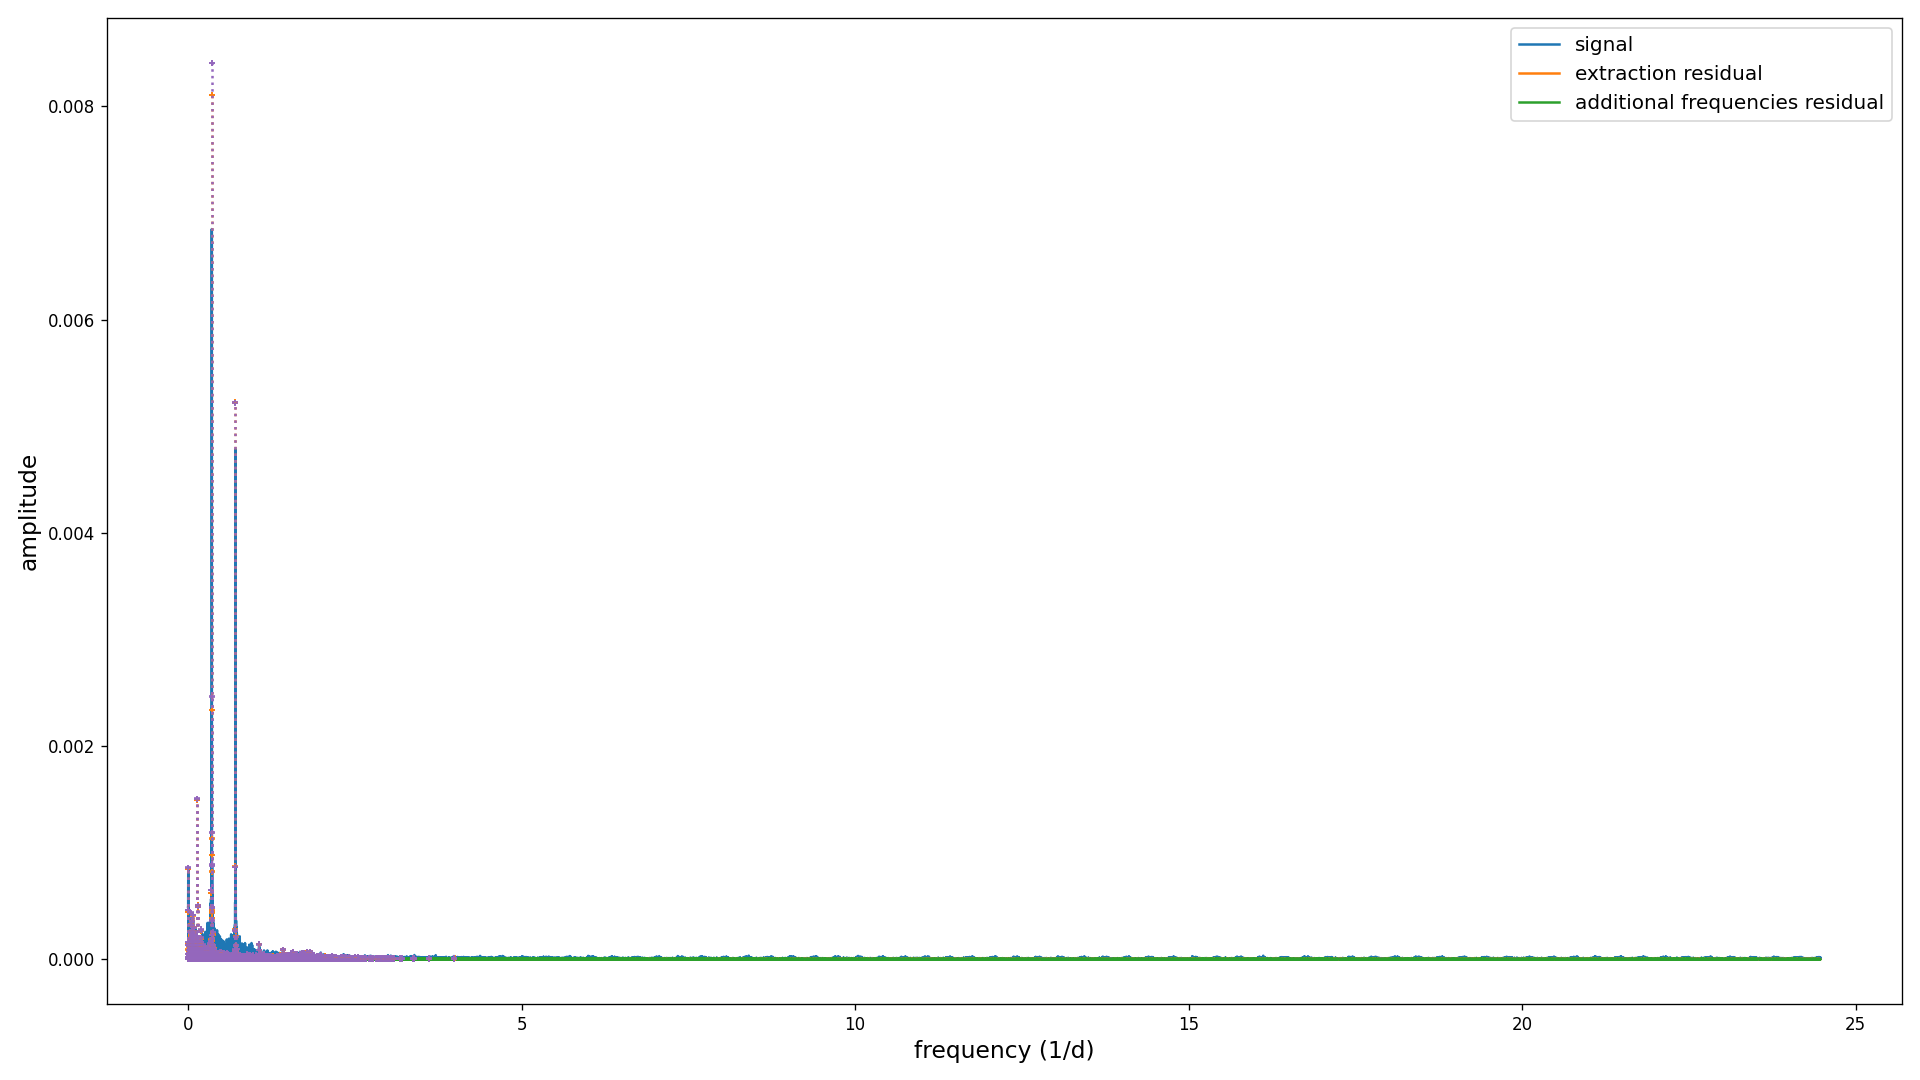 signal
extraction residual
additional frequencies residual
0.008
0.006
0.004
0.002
0.000
amplitude
0
5
10
15
20
25
frequency (1/d)